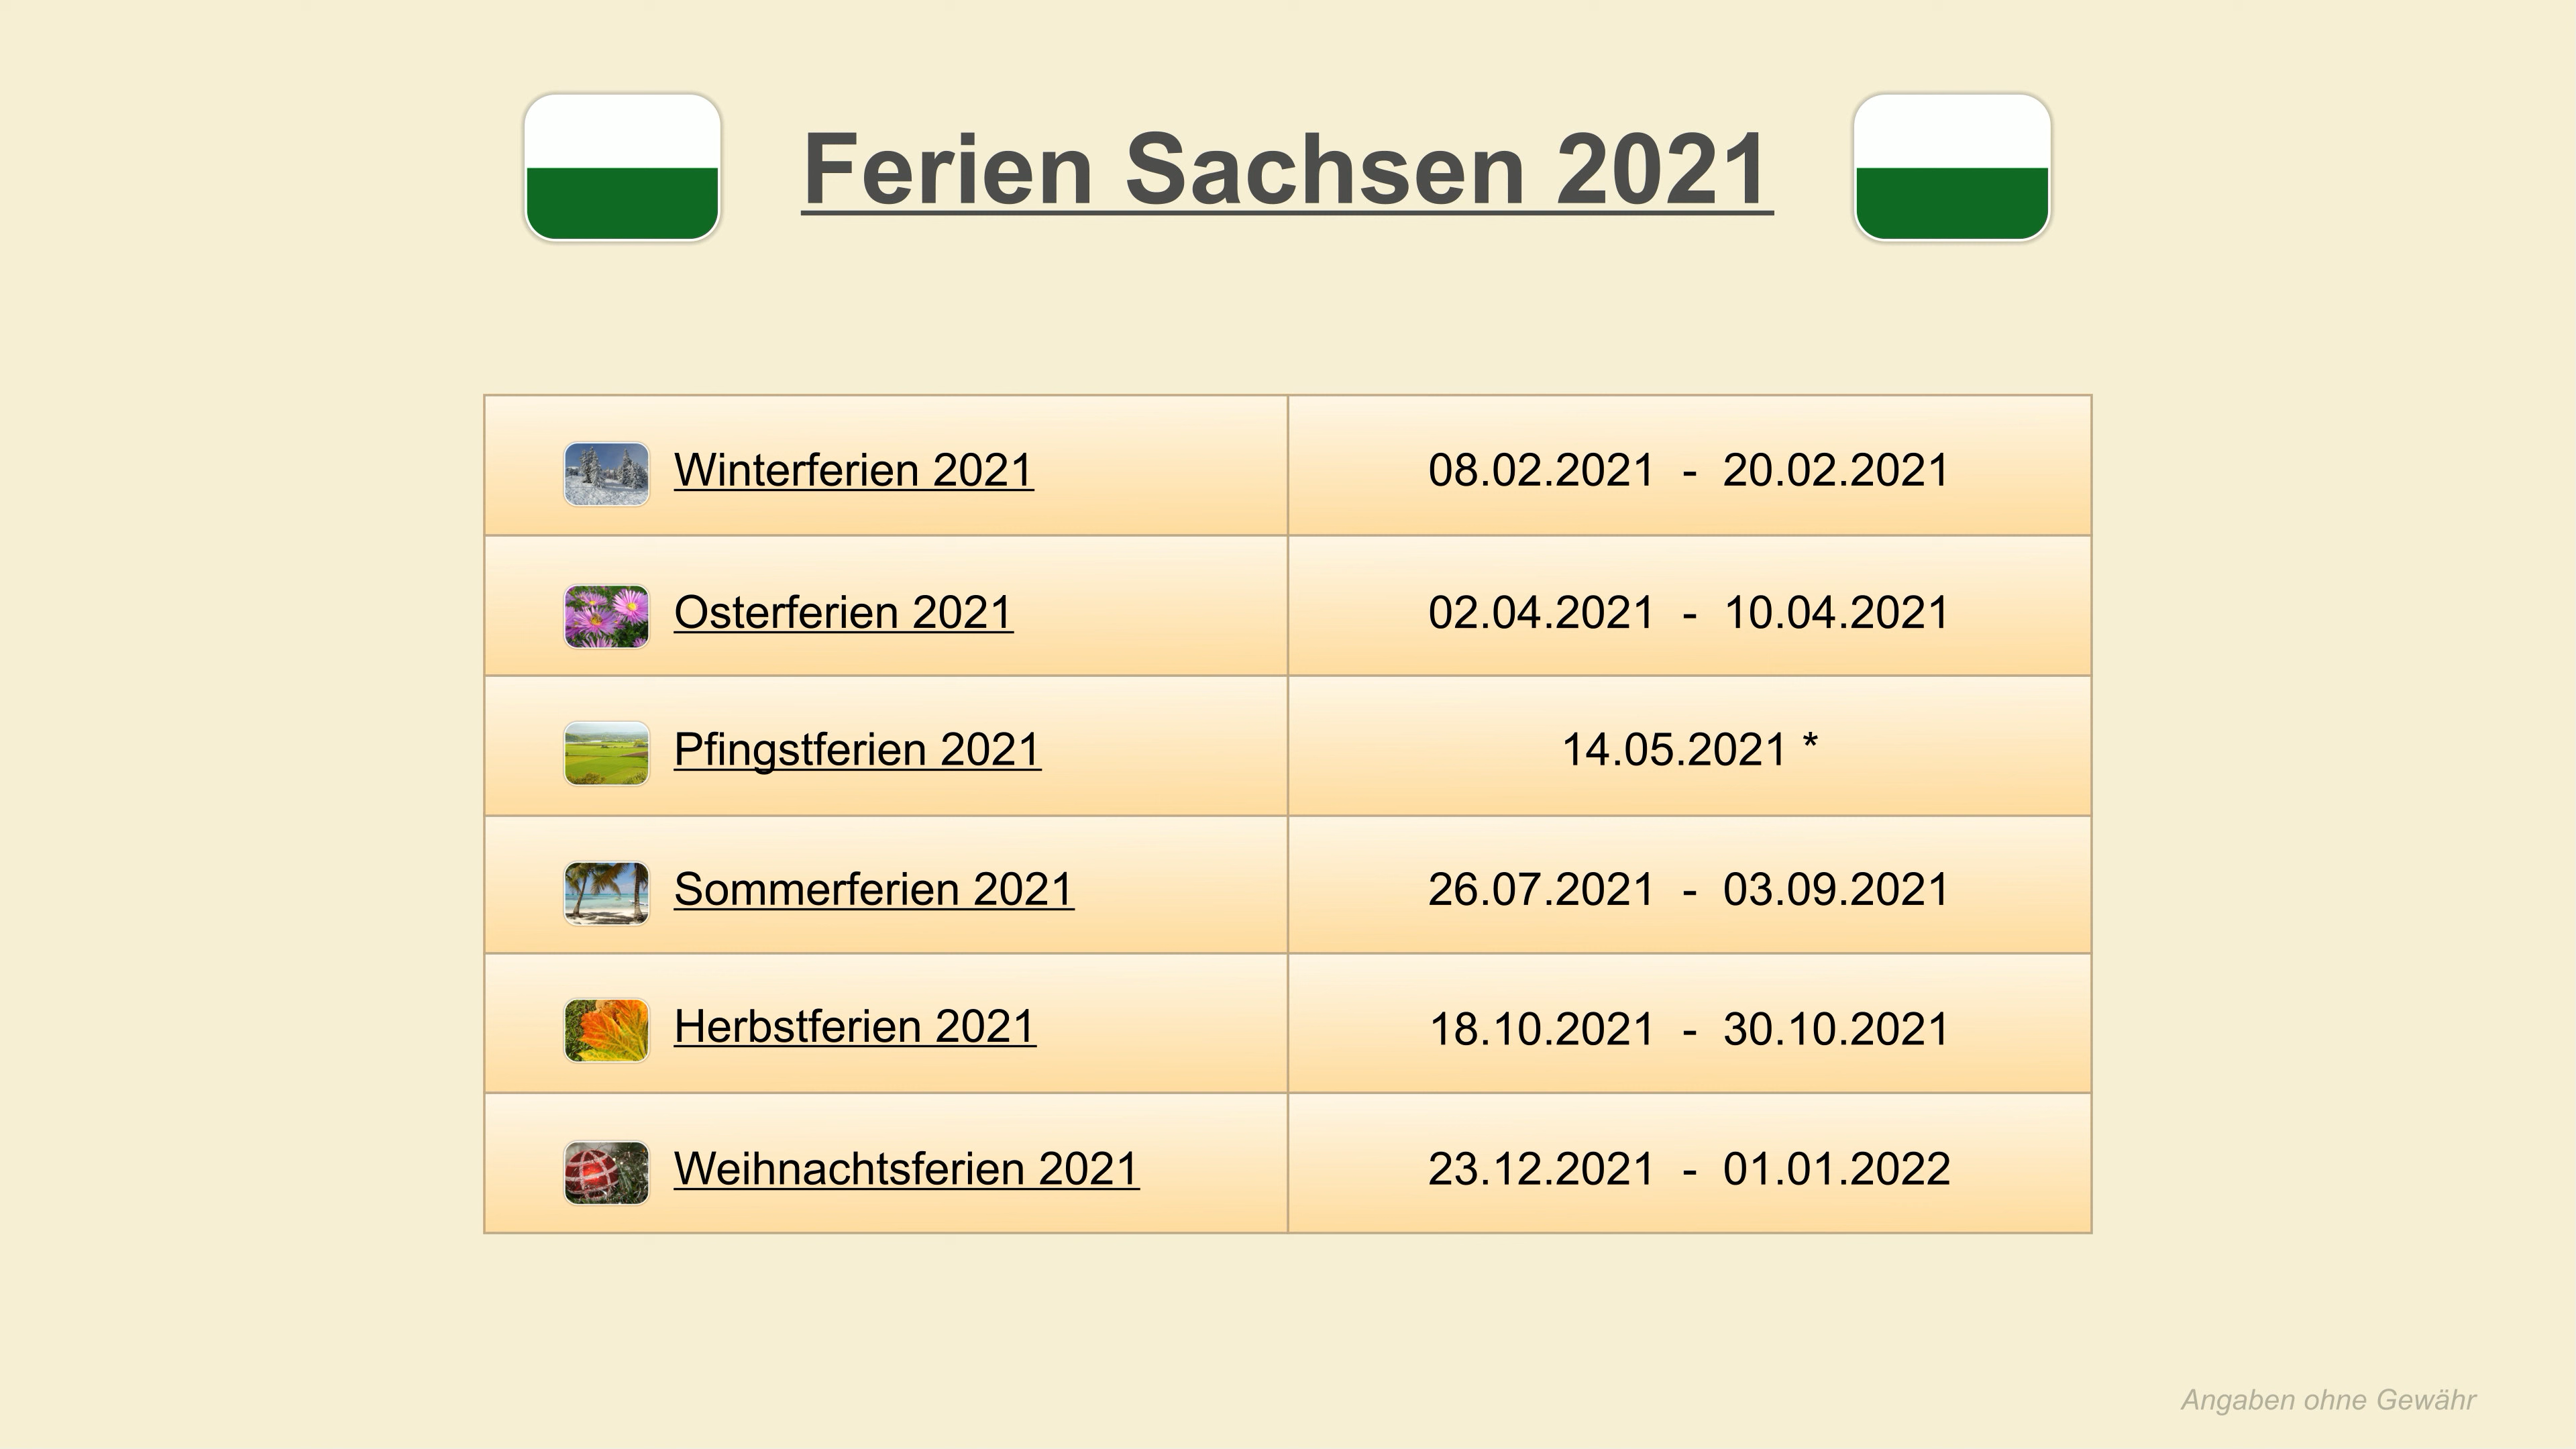 Ferien Sachsen 2021
Winterferien 2021 08.02.2021 - 20.02.2021
Osterferien 2021 02.04.2021 - 10.04.2021
Pfingstferien 2021 14.05.2021 *
Sommerferien 2021 26.07.2021 - 03.09.2021
Herbstferien 2021 18.10.2021 - 30.10.2021
Weihnachtsferien 2021 23.12.2021 - 01.01.2022
Angaben ohne Gewähr